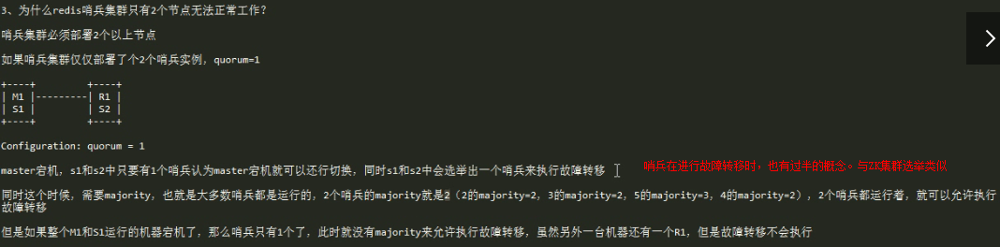 3、为什么redis哨兵集群只有2个节点无法正常工作？
哨兵集群必须部署2个以上节点
如果哨兵集群仅仅部署了个2个哨兵实例，quorum=1
+----+         +----+
| M1 |---------| R1 |
| S1 |         | S2 |
+----+         +----+
Configuration: quorum = 1
master宕机，s1和s2中只要有1个哨兵认为master宕机就可以还行切换，同时s1和s2中会选举出一个哨兵来执行故障转移
哨兵在进行故障转移时，也有过半的概念。与ZK集群选举类似
同时这个时候，需要majority，也就是大多数哨兵都是运行的，2个哨兵的majority就是2（2的majority=2，3的majority=2，5的majority=3，4的majority=2），2个哨兵都运行着，就可以允许执行
故障转移
但是如果整个M1和S1运行的机器宕机了，那么哨兵只有1个了，此时就没有majority来允许执行故障转移，虽然另外一台机器还有一个R1，但是故障转移不会执行